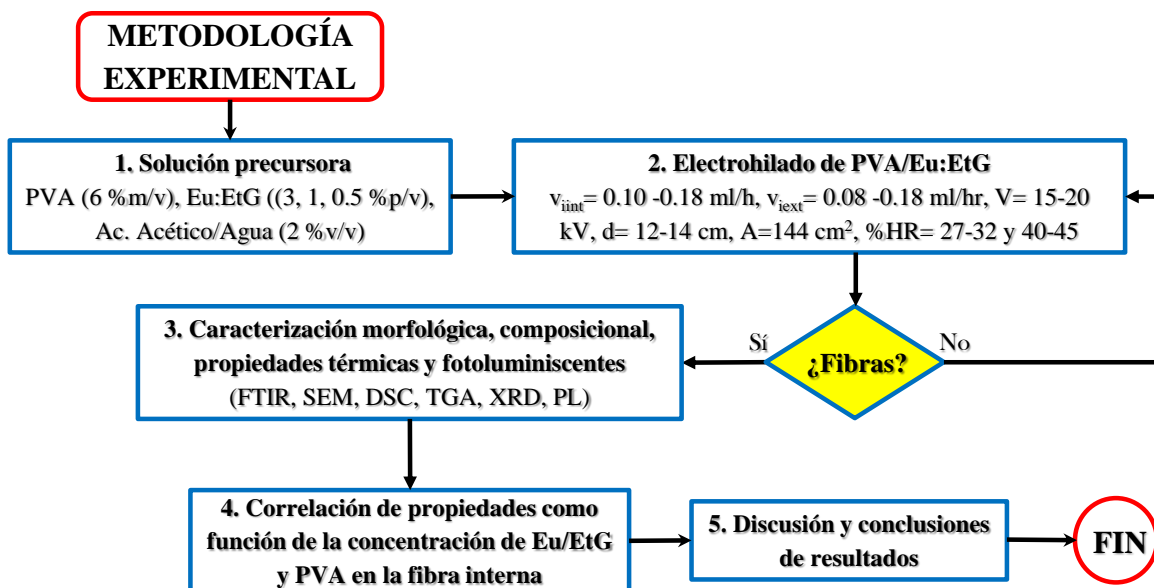 METODOLOGÍA
EXPERIMENTAL
1. Solución precursora
PVA (6 %m/v), Eu:EtG ((3, 1, 0.5 %p/v),
Ac. Acético/Agua (2 %v/v)
2. Electrohilado de PVA/Eu:EtG
viint= 0.10 -0.18 ml/h, viext= 0.08 -0.18 ml/hr, V= 15-20
kV, d= 12-14 cm, A=144 cm², %HR= 27-32 y 40-45
¿Fibras?
Sí
No
3. Caracterización morfológica, composicional,
propiedades térmicas y fotoluminiscentes
(FTIR, SEM, DSC, TGA, XRD, PL)
4. Correlación de propiedades como
función de la concentración de Eu/EtG
y PVA en la fibra interna
5. Discusión y conclusiones
de resultados
FIN